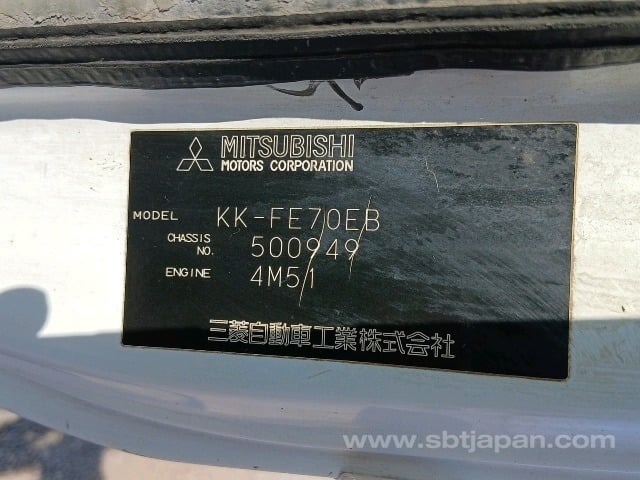 MITSUBISHI
MOTORS CORPORATION
MODEL KK-FE70EB
CHASSIS NO. 500949
ENGINE 4M51
三菱自動車工業株式会社
www.sbtjapan.com